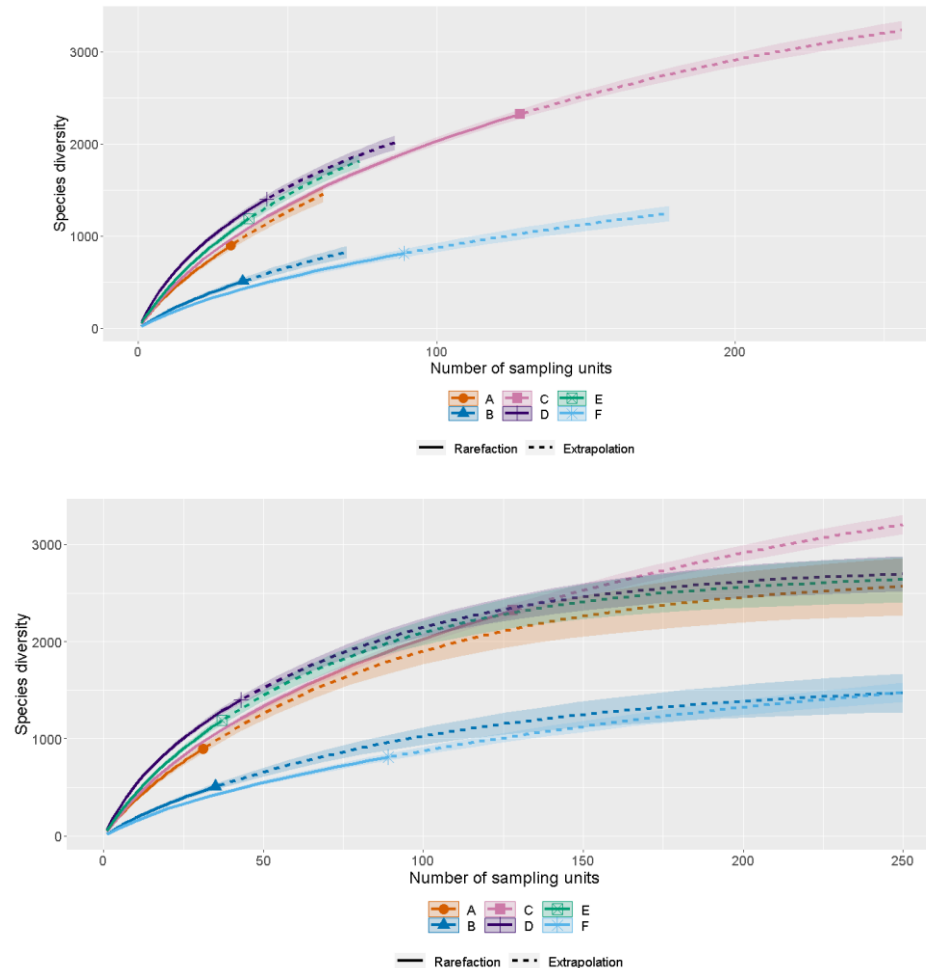 3000
2000
1000
0
Species diversity
0 100 200
Number of sampling units
A C E
B D F
Rarefaction Extrapolation
3000
2000
1000
0
Species diversity
0 50 100 150 200 250
Number of sampling units
A C E
B D F
Rarefaction Extrapolation